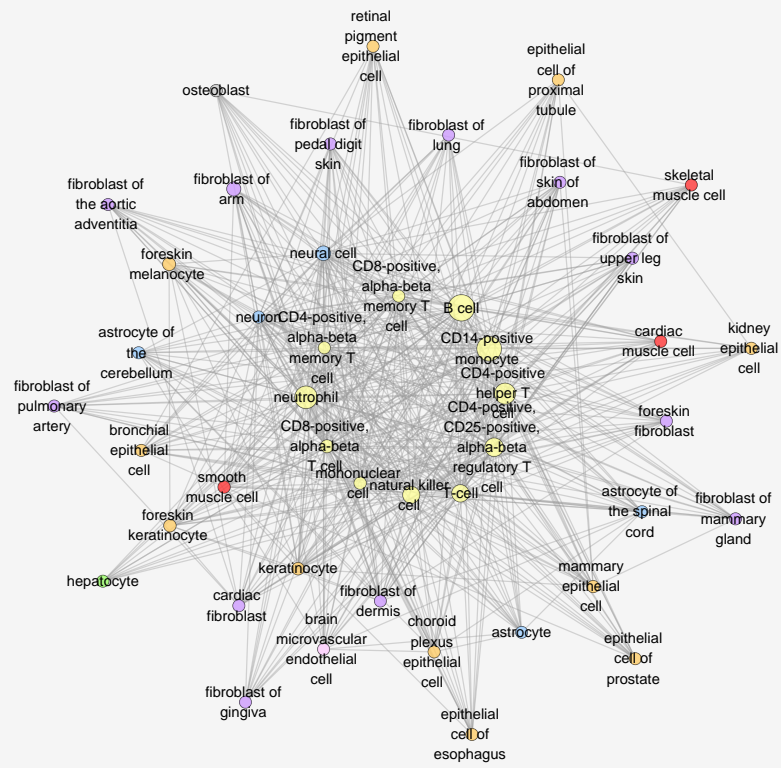 retinal
pigment
epithelial
cell
epithelial
cell of
proximal
tubule
osteoblast
fibroblast of
pedal digit
skin
fibroblast of
lung
fibroblast of
skin of
abdomen
skeletal
muscle cell
fibroblast of
the aortic
adventitia
fibroblast of
arm
fibroblast of
upper leg
skin
foreskin
melanocyte
neural cell
CD8-positive,
alpha-beta
memory T
cell
B cell
neuron
CD4-positive,
alpha-beta
memory T
cell
CD14-positive
monocyte
cardiac
muscle cell
kidney
epithelial
cell
astrocyte of
the
cerebellum
CD4-positive
helper T
cell
neutrophil
fibroblast of
pulmonary
artery
CD4-positive,
CD25-positive,
alpha-beta
regulatory T
cell
foreskin
fibroblast
bronchial
epithelial
cell
CD8-positive,
alpha-beta
T cell
mononuclear
cell
natural killer
cell
T-cell
smooth
muscle cell
astrocyte of
the spinal
cord
fibroblast of
mammary
gland
foreskin
keratinocyte
hepatocyte
keratinocyte
mammary
epithelial
cell
cardiac
fibroblast
fibroblast of
dermis
brain
microvascular
endothelial
cell
choroid
plexus
epithelial
cell
astrocyte
epithelial
cell of
prostate
fibroblast of
gingiva
epithelial
cell of
esophagus